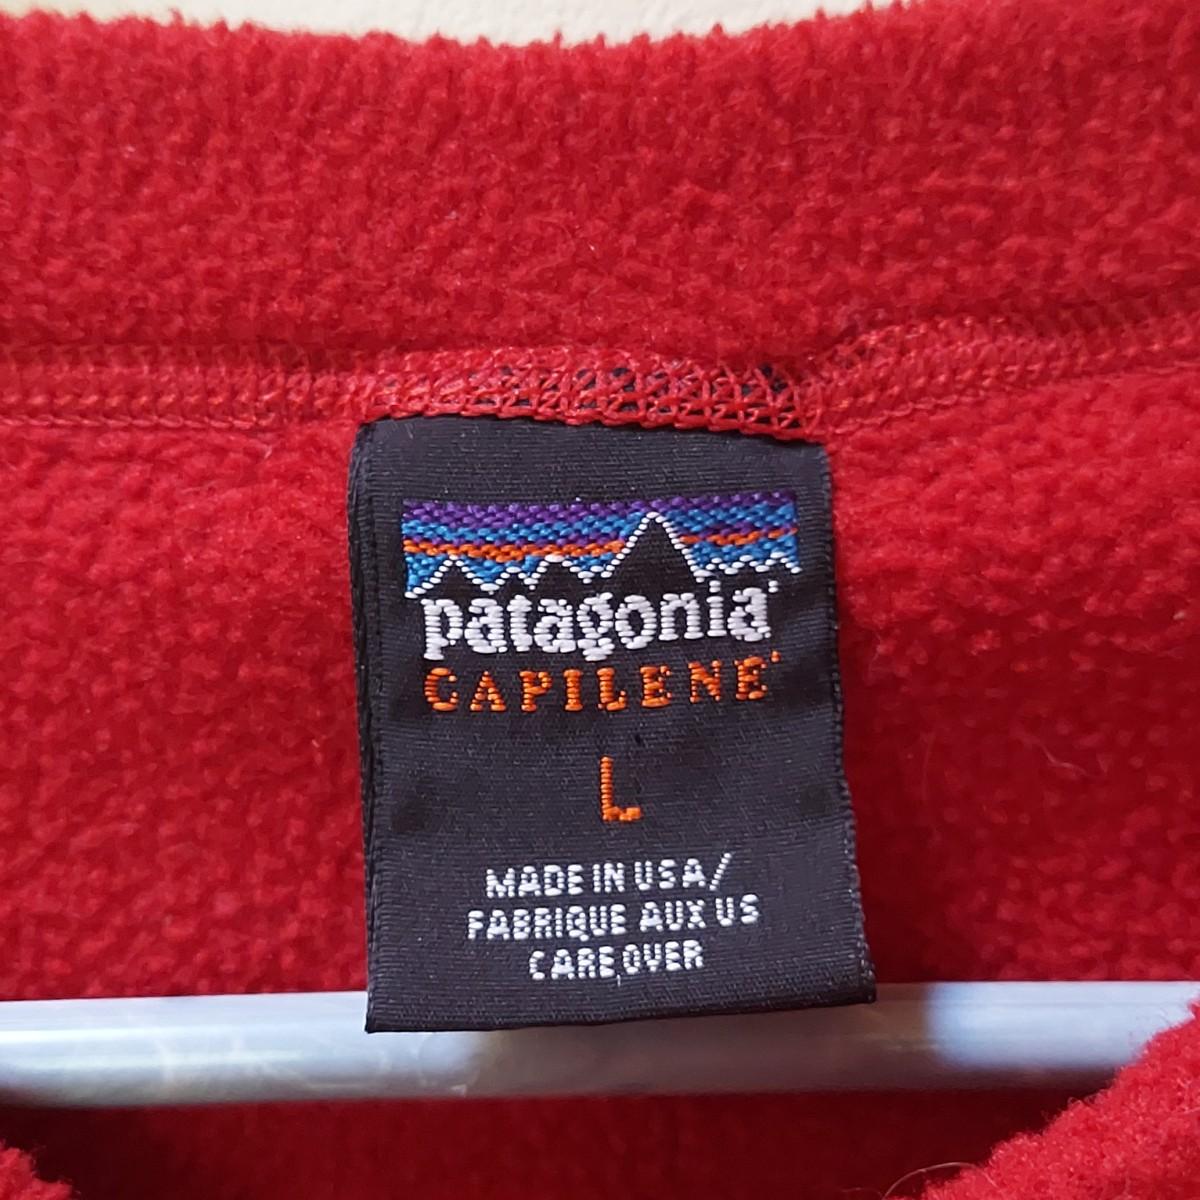 patagonia®
CAPILENE®
L
MADE IN USA/
FABRIQUE AUX US
CARE OVER